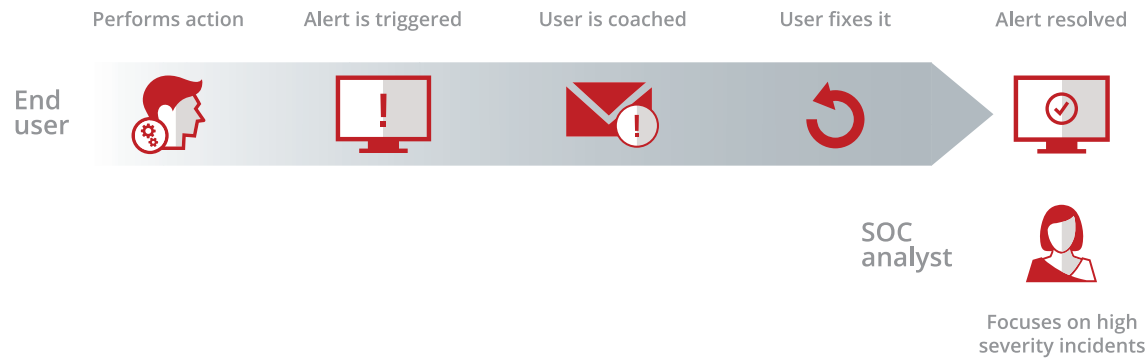 Performs action
Alert is triggered
User is coached
User fixes it
Alert resolved
End
user
!
!
SOC
analyst
Focuses on high
severity incidents